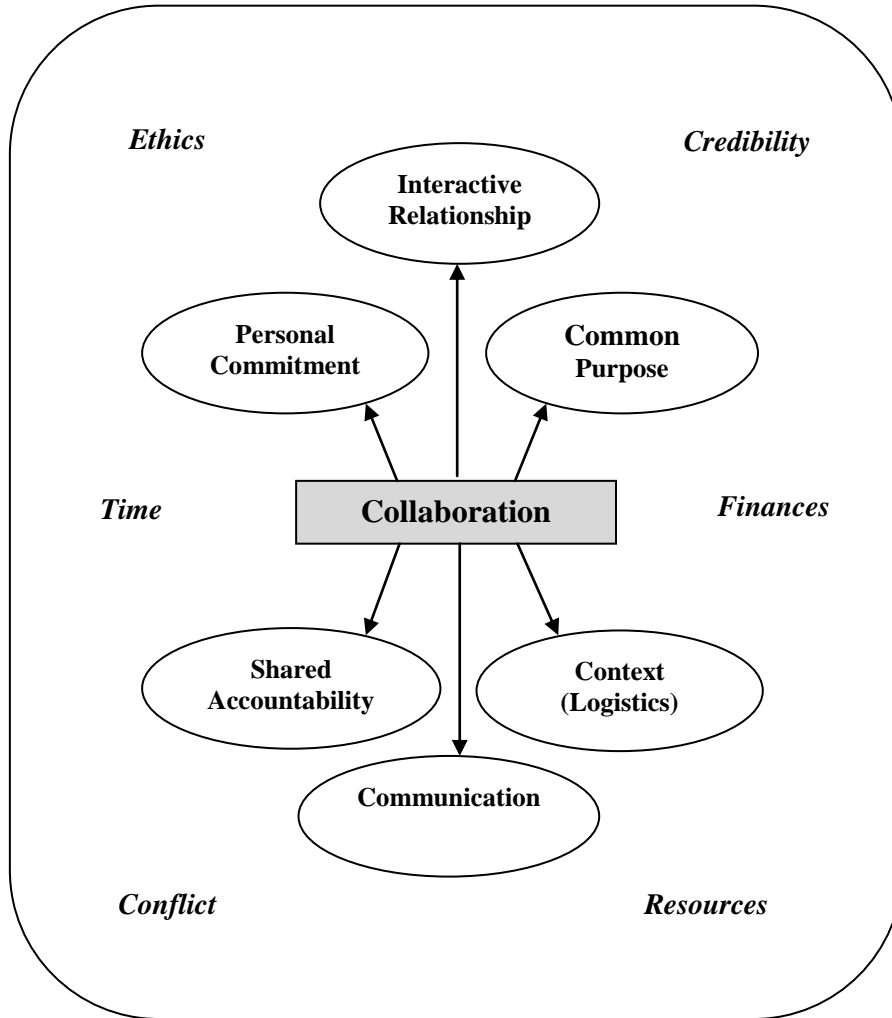 Ethics
Credibility
Interactive
Relationship
Personal
Commitment
Common
Purpose
Time
Collaboration
Finances
Shared
Accountability
Context
(Logistics)
Communication
Conflict
Resources